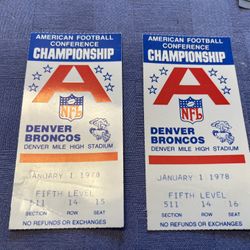 AMERICAN FOOTBALL
CONFERENCE
CHAMPIONSHIP
A
NFL
DENVER
BRONCOS
DENVER MILE HIGH STADIUM
JANUARY 1 1978
FIFTH LEVEL
511 14 15
SECTION ROW SEAT
NO REFUNDS OR EXCHANGES
AMERICAN FOOTBALL
CONFERENCE
CHAMPIONSHIP
A
NFL
DENVER
BRONCOS
DENVER MILE HIGH STADIUM
JANUARY 1 1978
FIFTH LEVEL
511 14 16
SECTION ROW SEAT
NO REFUNDS OR EXCHANGES